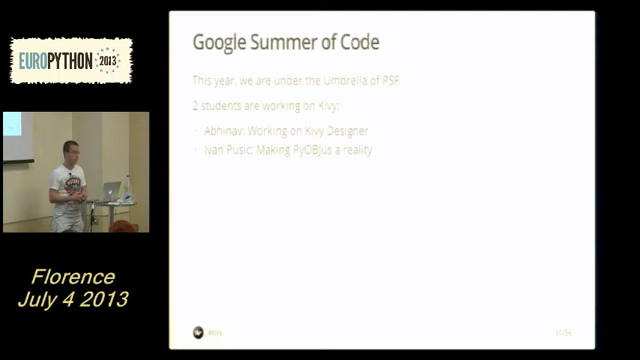 EUROPYTHON 2013
Florence
July 4 2013
Google Summer of Code
This year, we are under the Umbrella of PSF
2 students are working on Kivy:
· Abhinav: Working on Kivy Designer
· Ivan Pusic: Making PyOBJus a reality